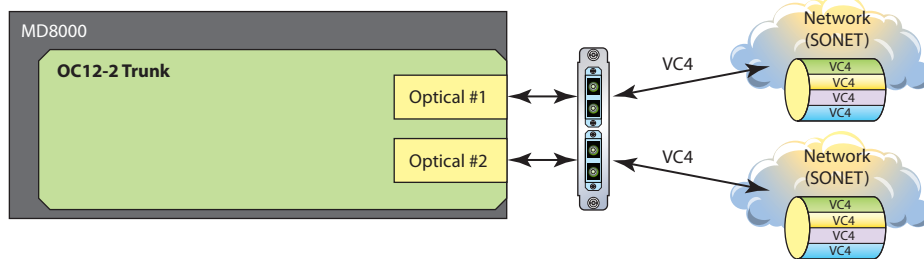 MD8000
OC12-2 Trunk
Optical #1
Optical #2
VC4
Network
(SONET)
VC4
VC4
VC4
VC4
VC4
Network
(SONET)
VC4
VC4
VC4
VC4